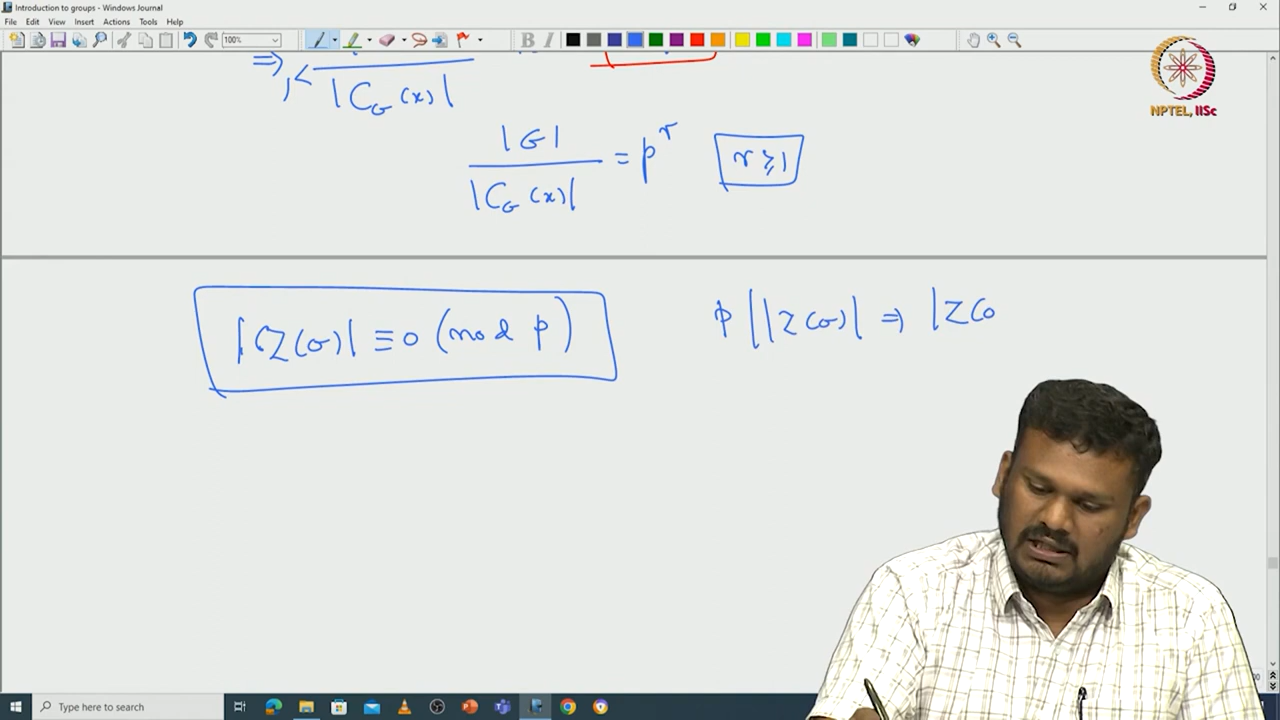 Introduction to groups - Windows Journal
File Edit View Insert Actions Tools Help
100%
NPTEL, IISc
⇒ 1 <
|C_G(x)|
|G| / |C_G(x)| = p^r r ≥ 1
|Z(G)| ≡ 0 (mod p) p | |Z(G)| ⇒ |Z(G
Type here to search